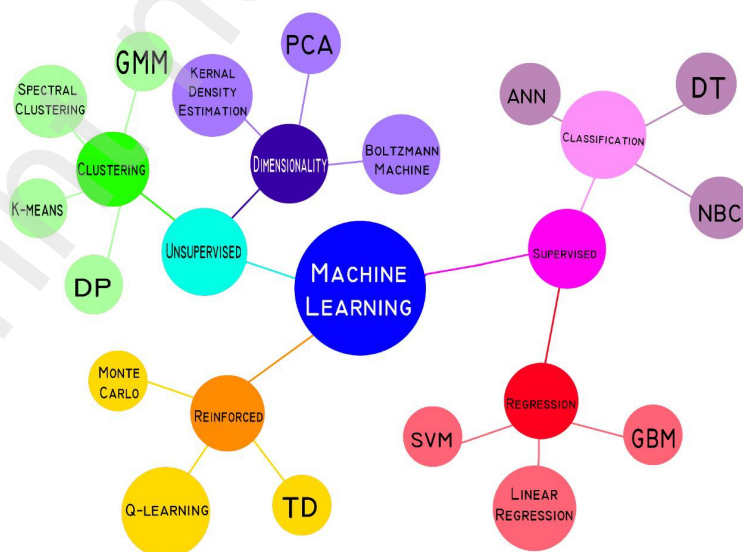 PCA
GMM
KERNAL
DENSITY
ESTIMATION
SPECTRAL
CLUSTERING
ANN
DT
CLASSIFICATION
BOLTZMANN
MACHINE
DIMENSIONALITY
CLUSTERING
K-MEANS
NBC
UNSUPERVISED
SUPERVISED
DP
MACHINE
LEARNING
MONTE
CARLO
REINFORCED
REGRESSION
SVM
GBM
Q-LEARNING
TD
LINEAR
REGRESSION